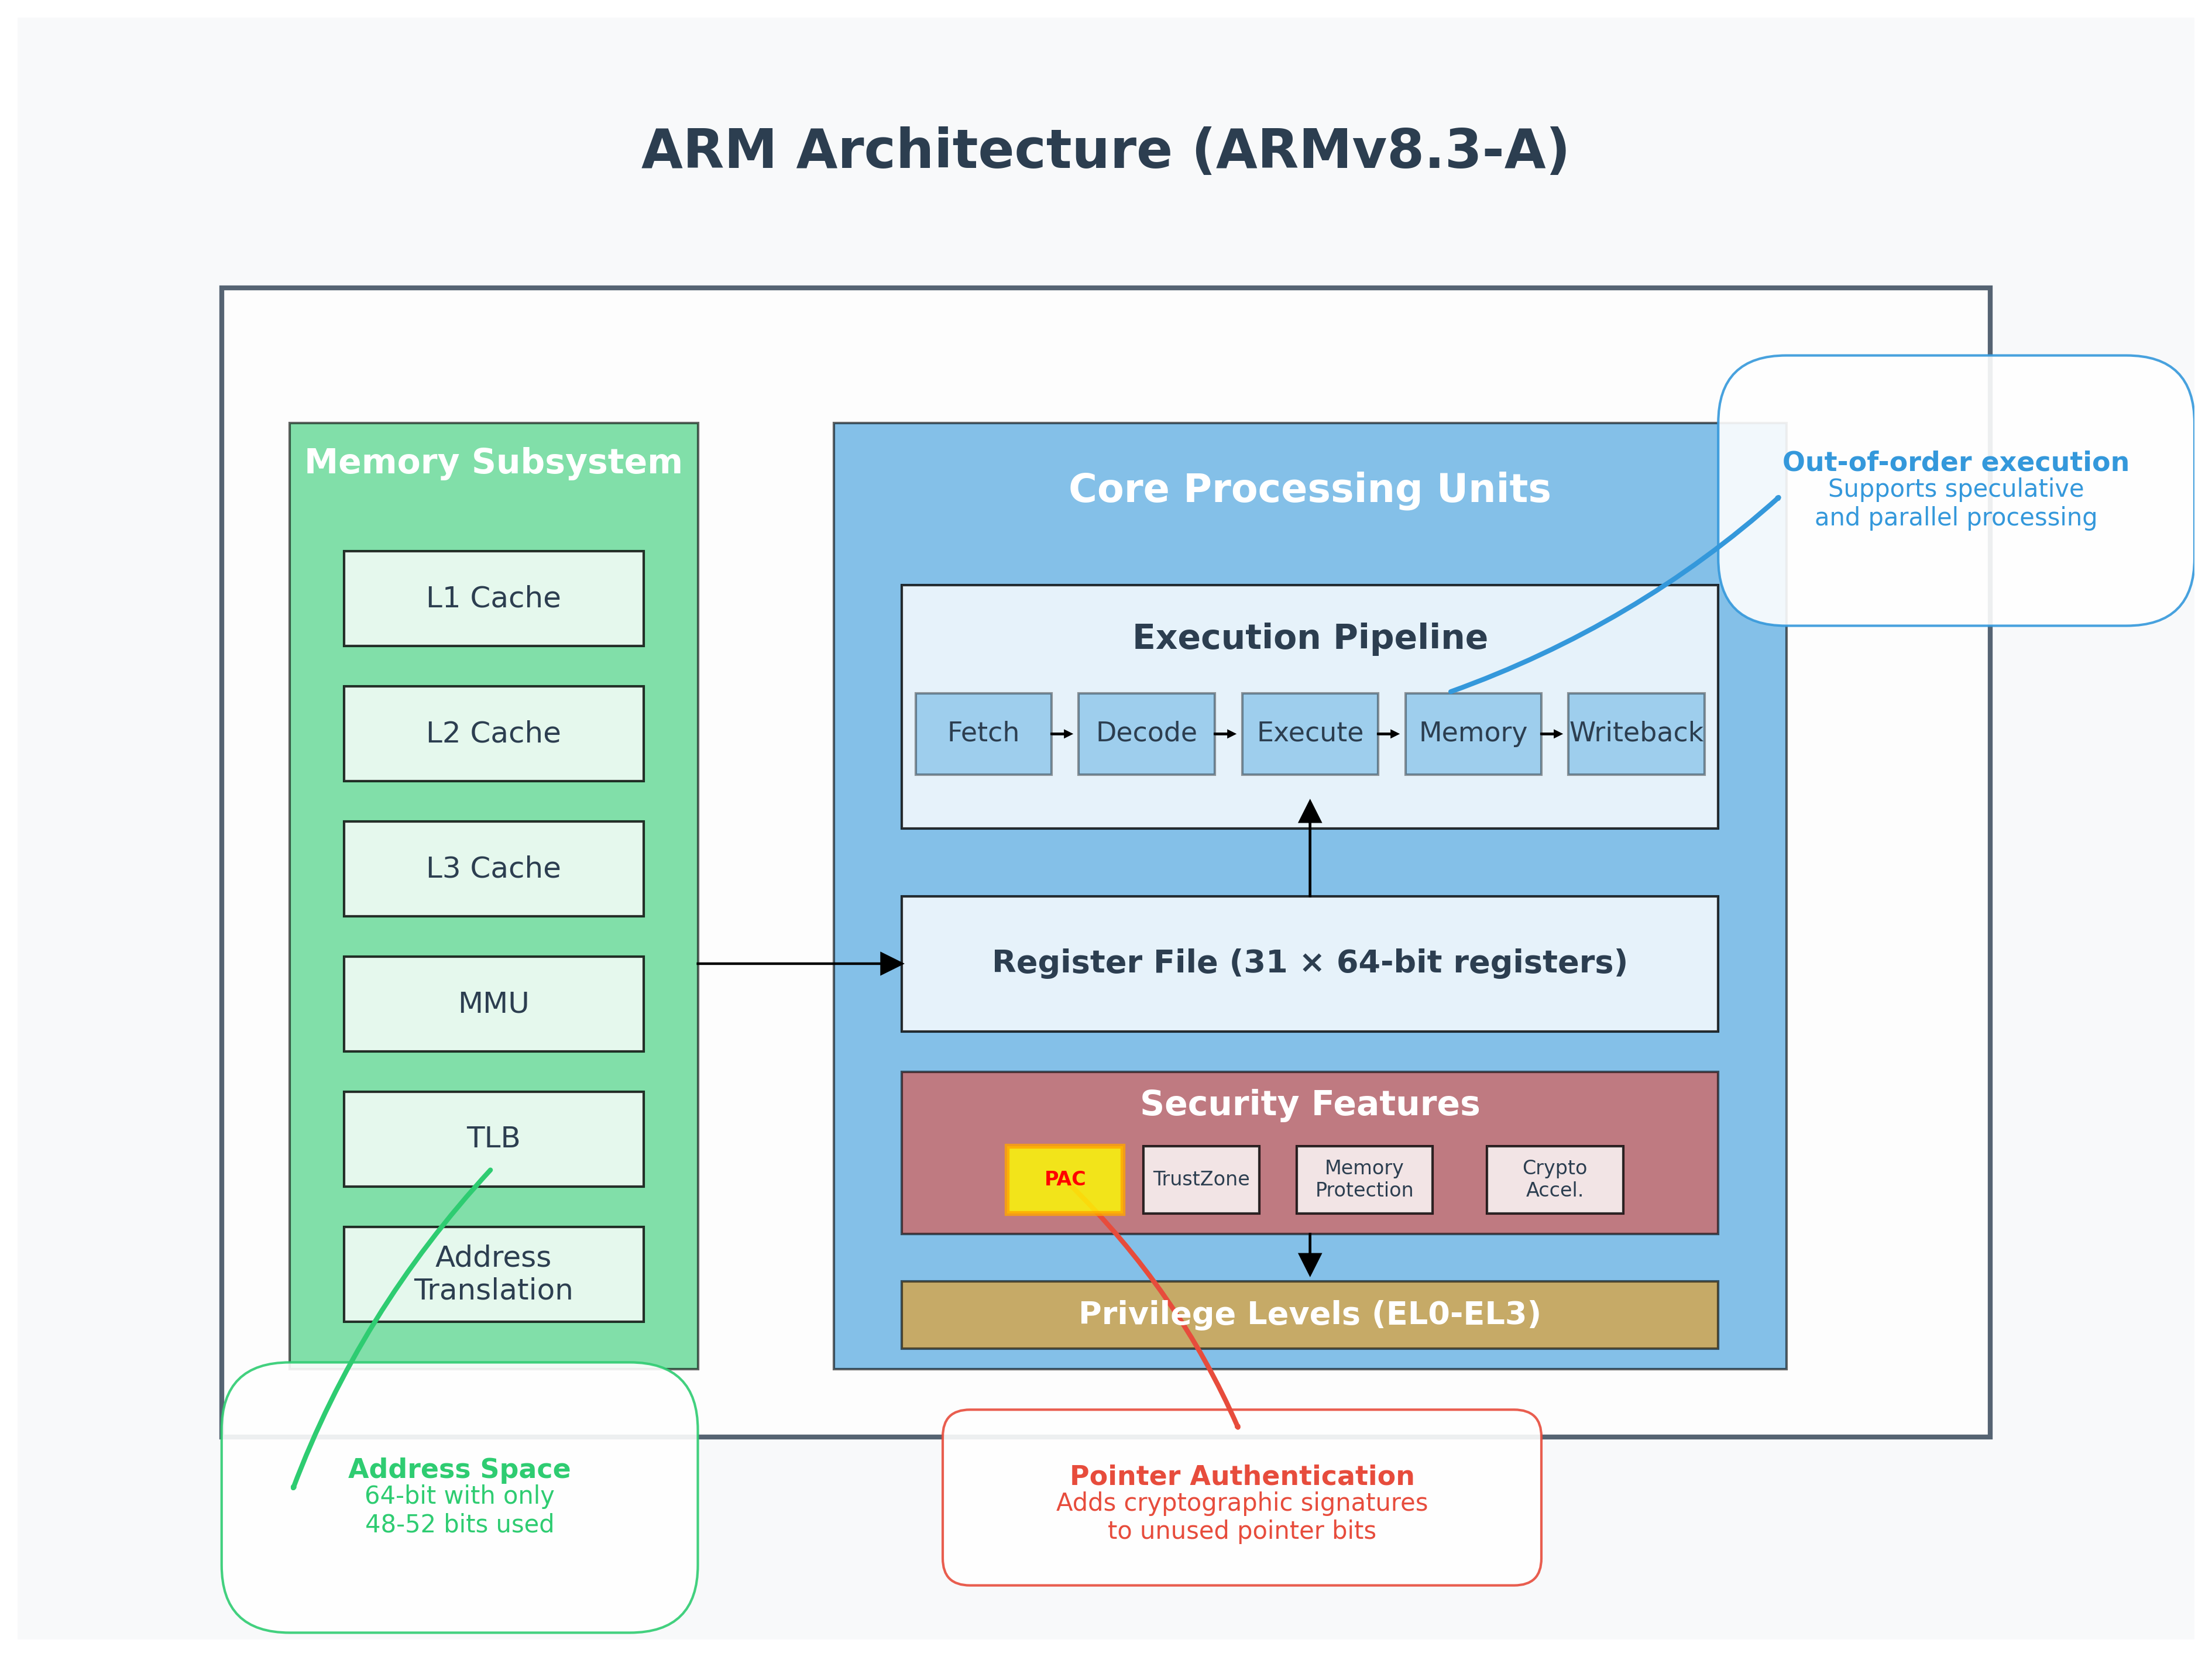 ARM Architecture (ARMv8.3-A)
Memory Subsystem
L1 Cache
L2 Cache
L3 Cache
MMU
TLB
Address
Translation
Core Processing Units
Execution Pipeline
Fetch
Decode
Execute
Memory
Writeback
Register File (31 × 64-bit registers)
Security Features
PAC
TrustZone
Memory
Protection
Crypto
Accel.
Privilege Levels (EL0-EL3)
Out-of-order execution
Supports speculative
and parallel processing
Address Space
64-bit with only
48-52 bits used
Pointer Authentication
Adds cryptographic signatures
to unused pointer bits